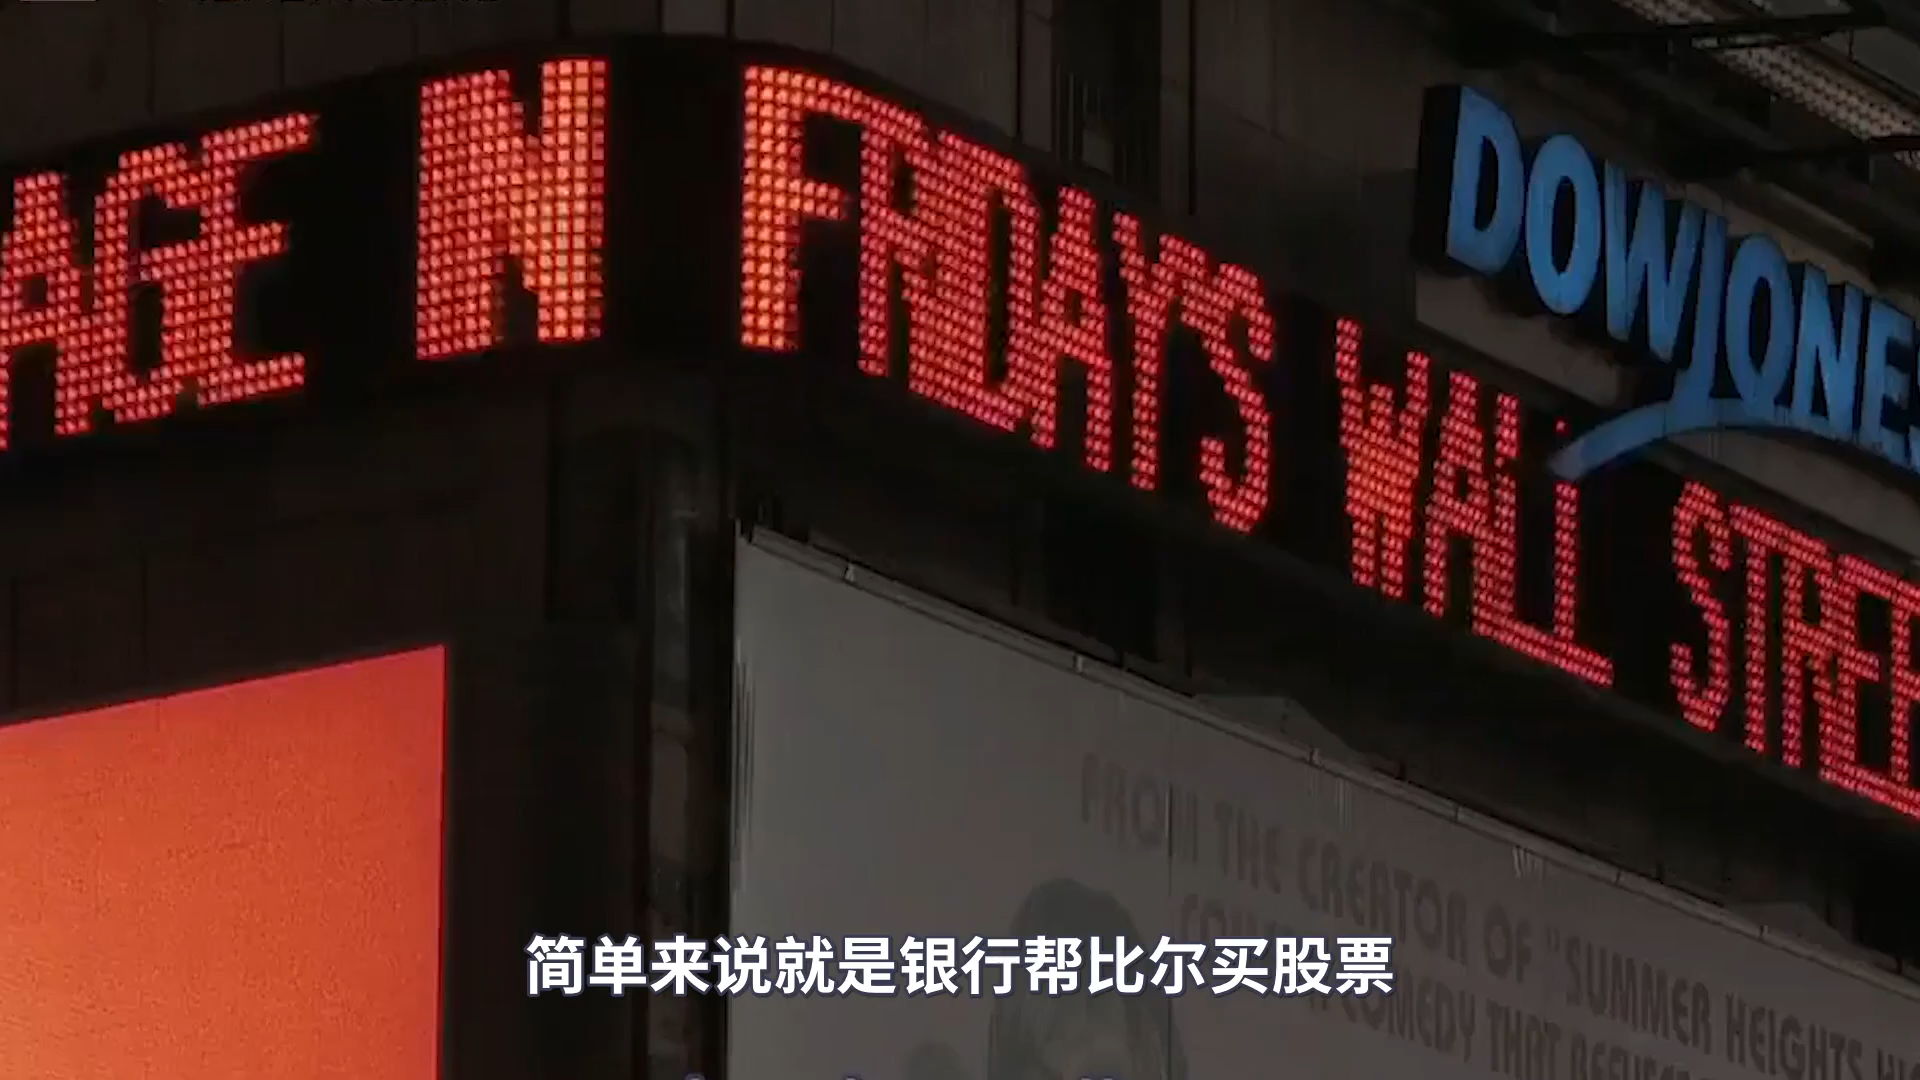 AGE IN FRIDAY'S WALL STREET
DOWJONES
FROM THE CREATOR OF "SUMMER HEIGHTS
COMEDY THAT
简单来说就是银行帮比尔买股票